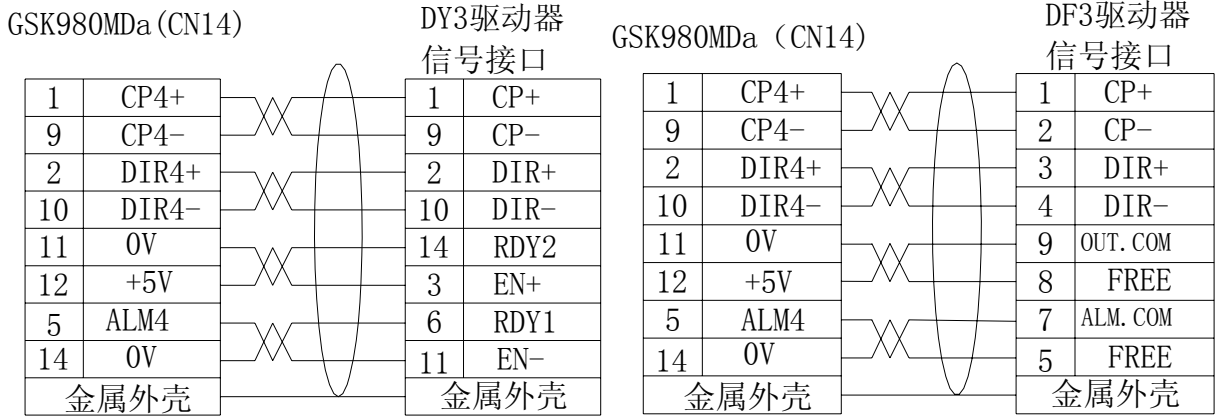 GSK980MDa(CN14)
DY3驱动器
信号接口
1 CP4+ 1 CP+
9 CP4- 9 CP-
2 DIR4+ 2 DIR+
10 DIR4- 10 DIR-
11 0V 14 RDY2
12 +5V 3 EN+
5 ALM4 6 RDY1
14 0V 11 EN-
金属外壳 金属外壳
GSK980MDa（CN14)
DF3驱动器
信号接口
1 CP4+ 1 CP+
9 CP4- 2 CP-
2 DIR4+ 3 DIR+
10 DIR4- 4 DIR-
11 0V 9 OUT.COM
12 +5V 8 FREE
5 ALM4 7 ALM.COM
14 0V 5 FREE
金属外壳 金属外壳